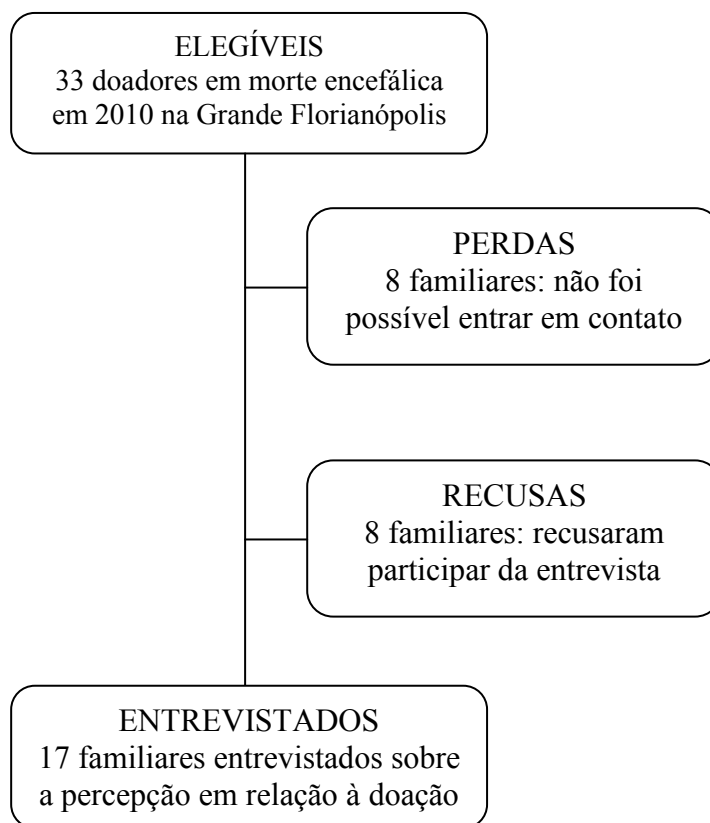 ELEGÍVEIS
33 doadores em morte encefálica
em 2010 na Grande Florianópolis
PERDAS
8 familiares: não foi
possível entrar em contato
RECUSAS
8 familiares: recusaram
participar da entrevista
ENTREVISTADOS
17 familiares entrevistados sobre
a percepção em relação à doação